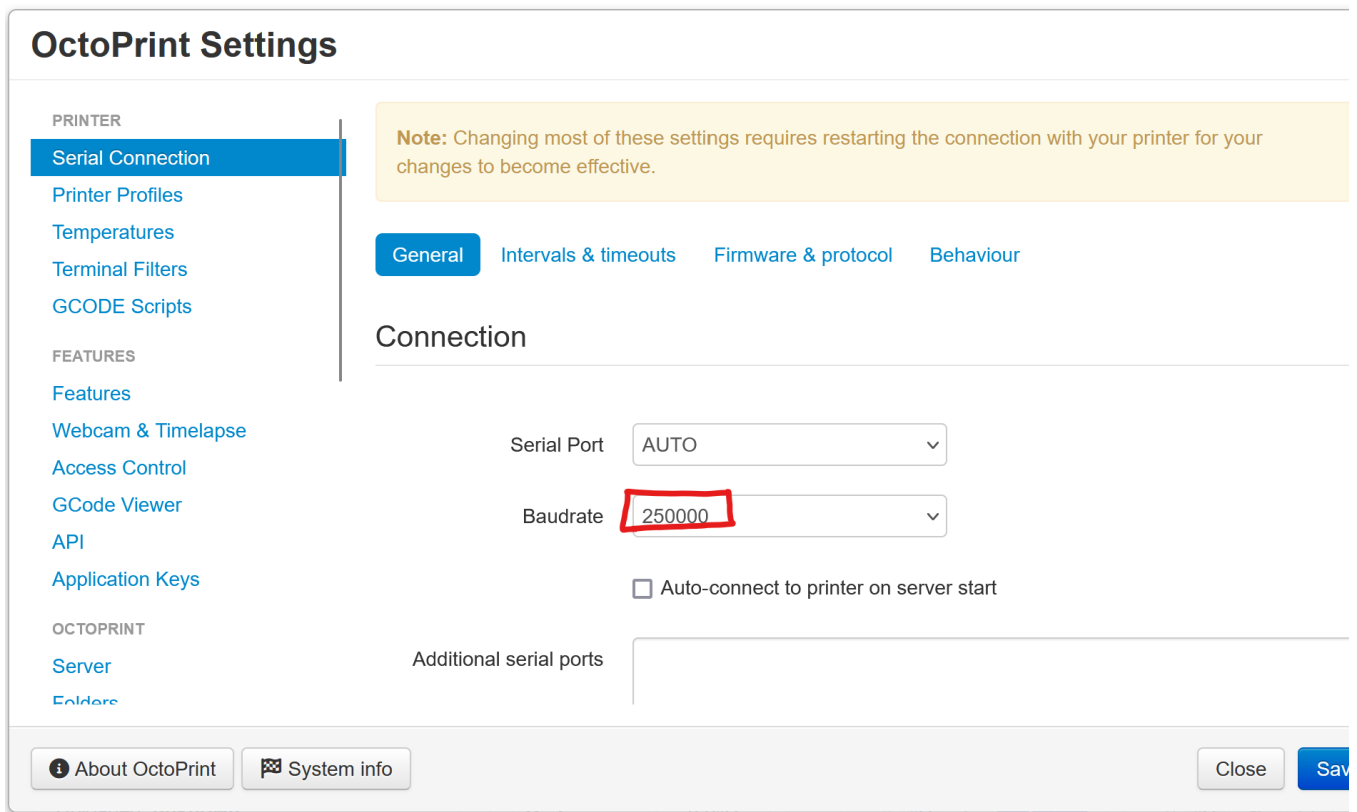 OctoPrint Settings
PRINTER
Serial Connection
Printer Profiles
Temperatures
Terminal Filters
GCODE Scripts
FEATURES
Features
Webcam & Timelapse
Access Control
GCode Viewer
API
Application Keys
OCTOPRINT
Server
Folders
Note: Changing most of these settings requires restarting the connection with your printer for your
changes to become effective.
General Intervals & timeouts Firmware & protocol Behaviour
Connection
Serial Port AUTO
Baudrate 250000
Auto-connect to printer on server start
Additional serial ports
About OctoPrint System info Close Sav